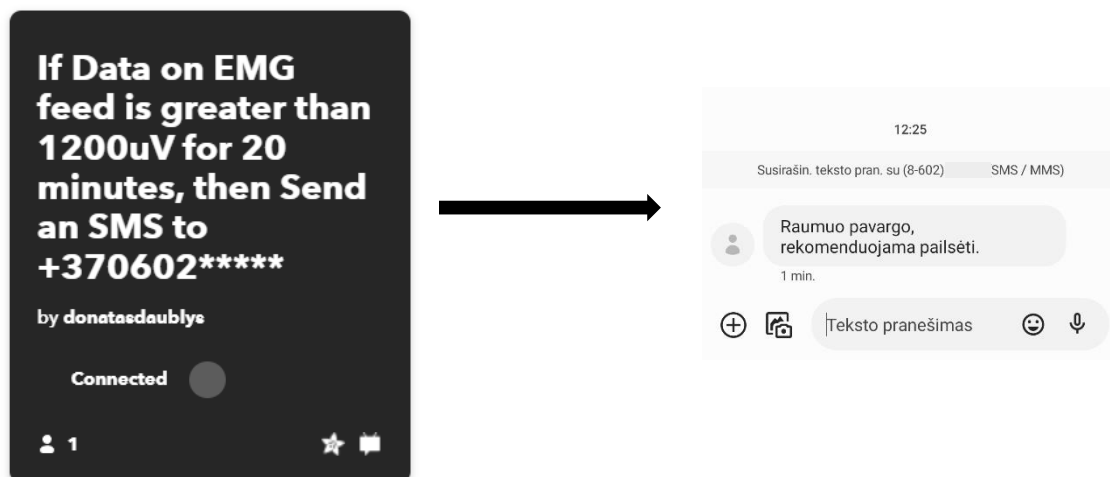 If Data on EMG
feed is greater than
1200uV for 20
minutes, then Send
an SMS to
+370602*****
by donatasdaublys
Connected
1
12:25
Susirašin. teksto pran. su (8-602) SMS / MMS)
Raumuo pavargo,
rekomenduojama pailsėti.
1 min.
Teksto pranešimas